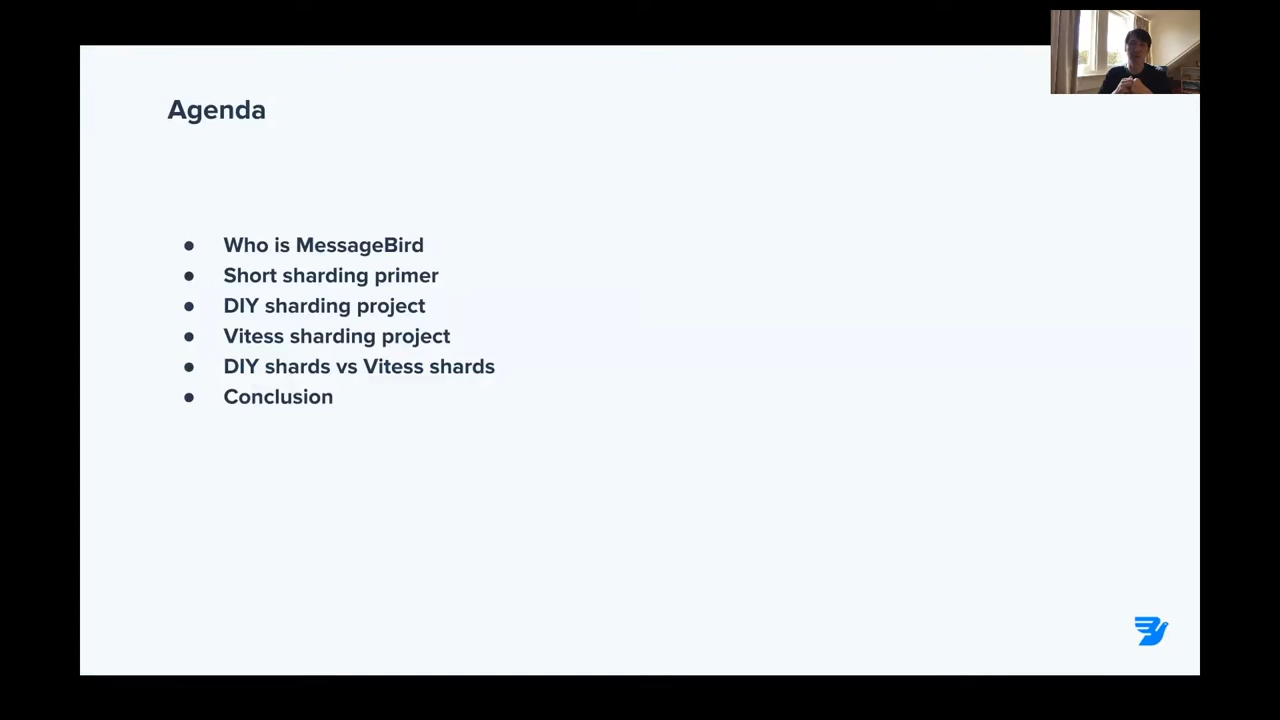 Agenda
● Who is MessageBird
● Short sharding primer
● DIY sharding project
● Vitess sharding project
● DIY shards vs Vitess shards
● Conclusion